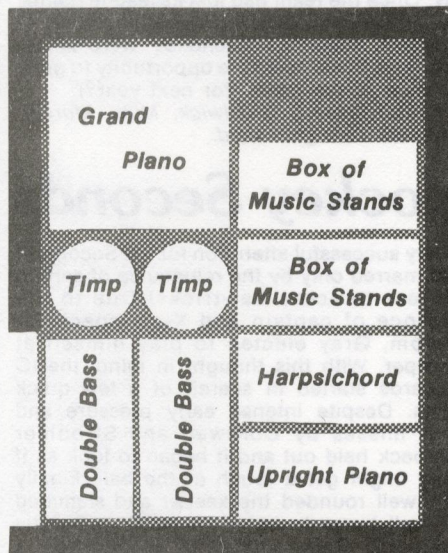 Grand
Piano
Box of
Music Stands
Timp
Timp
Box of
Music Stands
Double Bass
Double Bass
Harpsichord
Upright Piano